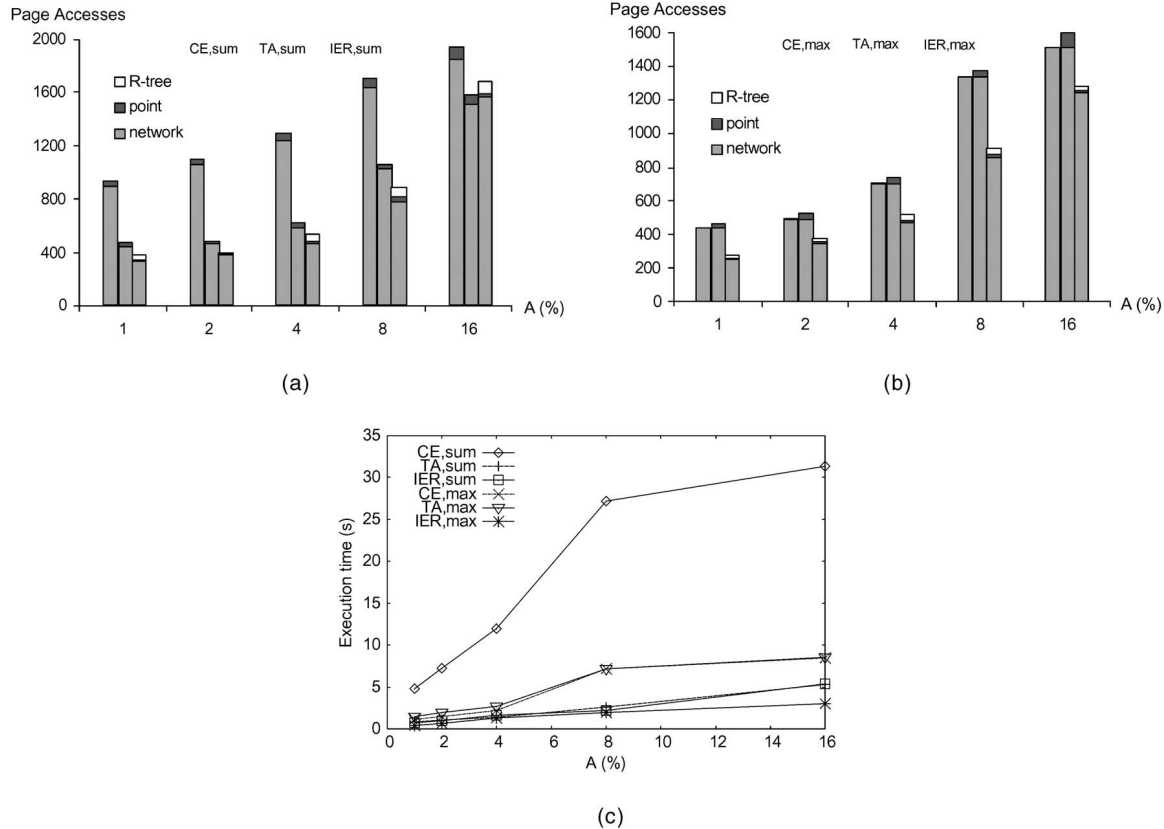 Page Accesses
2000
1600
1200
800
400
0
CE,sum TA,sum IER,sum
R-tree
point
network
1 2 4 8 16
A (%)
(a)
Page Accesses
1600
1400
1200
1000
800
600
400
200
0
CE,max TA,max IER,max
R-tree
point
network
1 2 4 8 16
A (%)
(b)
35
30
25
20
15
10
5
0
Execution time (s)
CE,sum
TA,sum
IER,sum
CE,max
TA,max
IER,max
0 2 4 6 8 10 12 14 16
A (%)
(c)